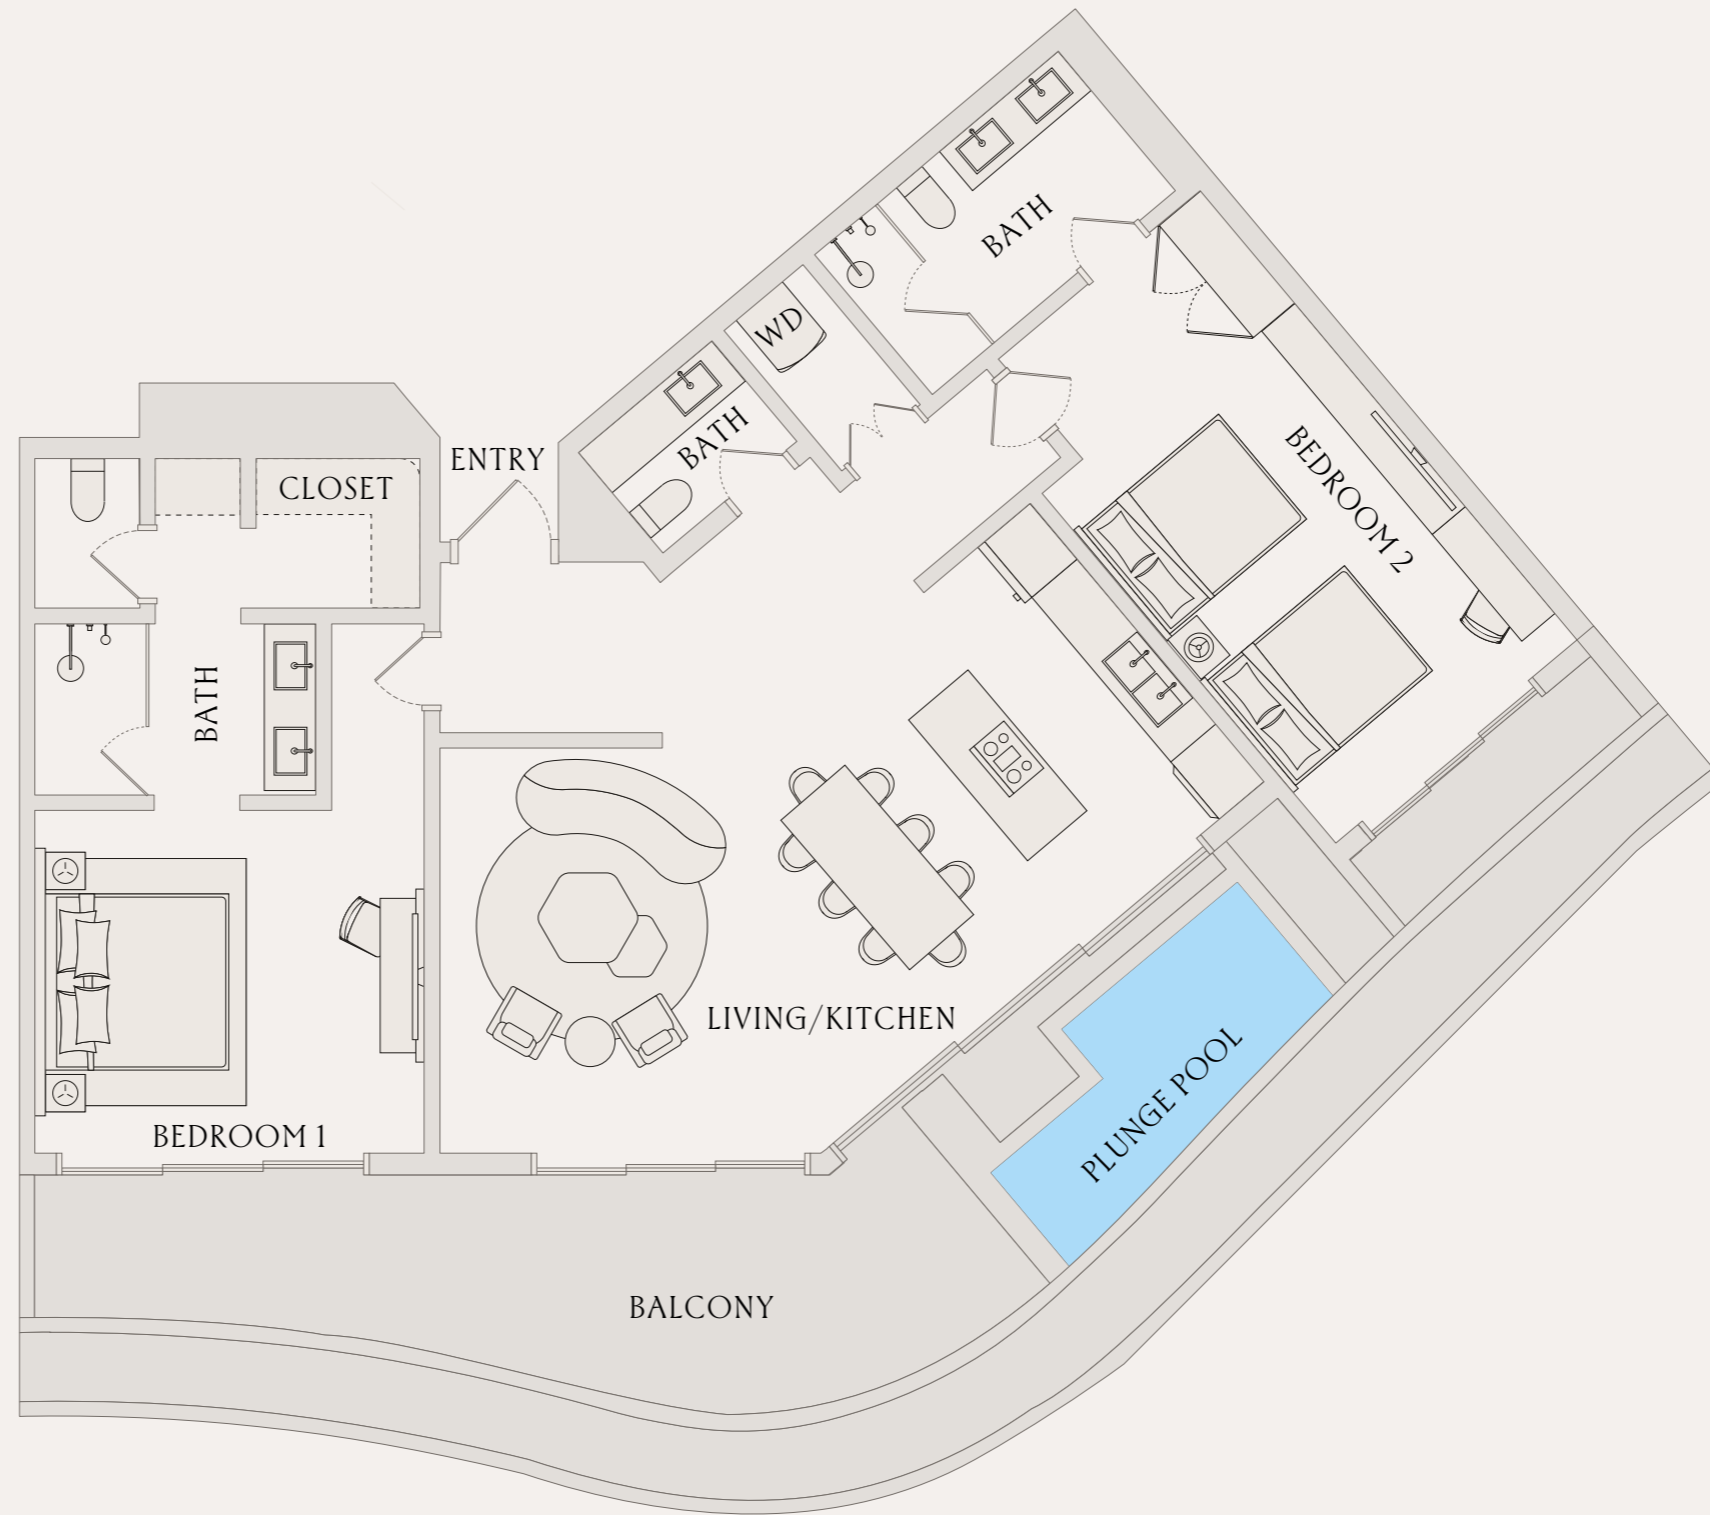 BATH
WD
BATH
ENTRY
CLOSET
BEDROOM 2
BATH
LIVING/KITCHEN
PLUNGE POOL
BEDROOM 1
BALCONY